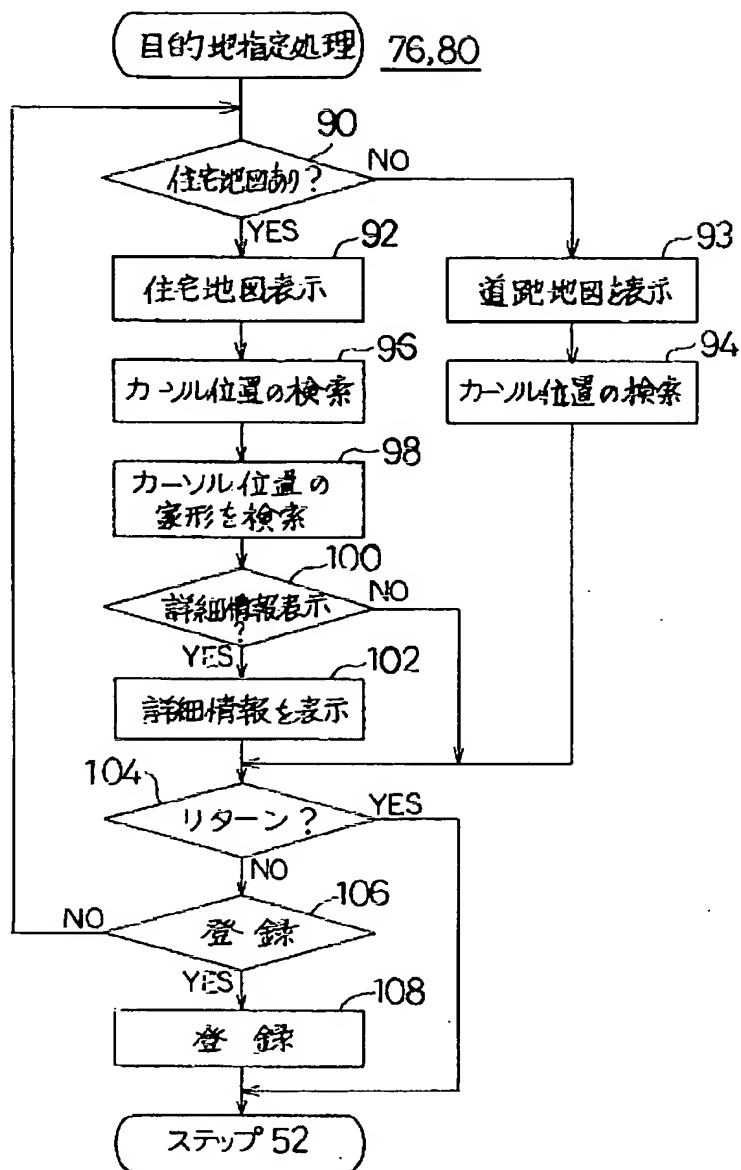 目的地指定処理 76,80
90
住宅地図あり? NO
YES 92 93
住宅地図表示 道路地図を表示
96 94
カーソル位置の検索 カーソル位置の検索
98
カーソル位置の
家形を検索
100
詳細情報表示 NO
?
YES 102
詳細情報を表示
104 YES
リターン?
NO
106
NO
登録
YES 108
登録
ステップ 52